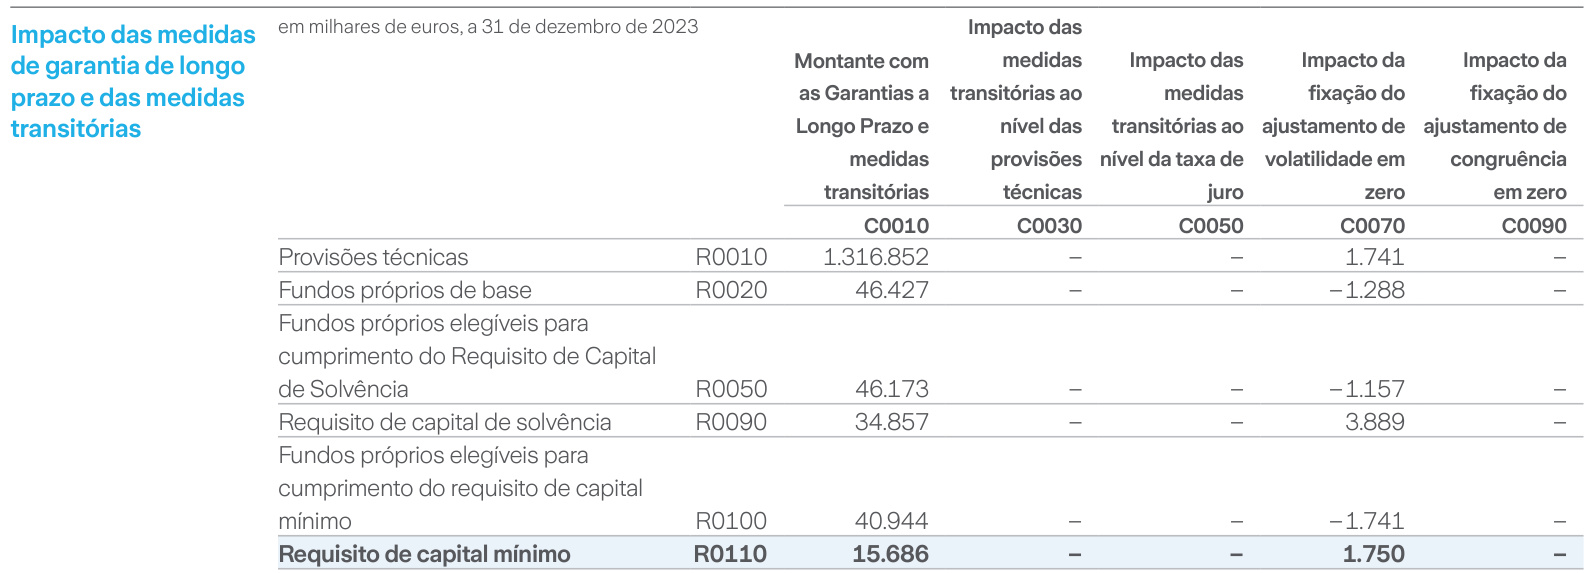 Impacto das medidas
de garantia de longo
prazo e das medidas
transitórias
em milhares de euros, a 31 de dezembro de 2023
Montante com
as Garantias a
Longo Prazo e
medidas
transitórias
Impacto das
medidas
transitórias ao
nível das
provisões
técnicas
Impacto das
medidas
transitórias ao
nível da taxa de
juro
Impacto da
fixação do
ajustamento de
volatilidade em
zero
Impacto da
fixação do
ajustamento de
congruência
em zero
C0010 C0030 C0050 C0070 C0090
Provisões técnicas R0010 1.316.852 – – 1.741 –
Fundos próprios de base R0020 46.427 – – –1.288 –
Fundos próprios elegíveis para
cumprimento do Requisito de Capital
de Solvência R0050 46.173 – – –1.157 –
Requisito de capital de solvência R0090 34.857 – – 3.889 –
Fundos próprios elegíveis para
cumprimento do requisito de capital
mínimo R0100 40.944 – – –1.741 –
Requisito de capital mínimo R0110 15.686 – – 1.750 –